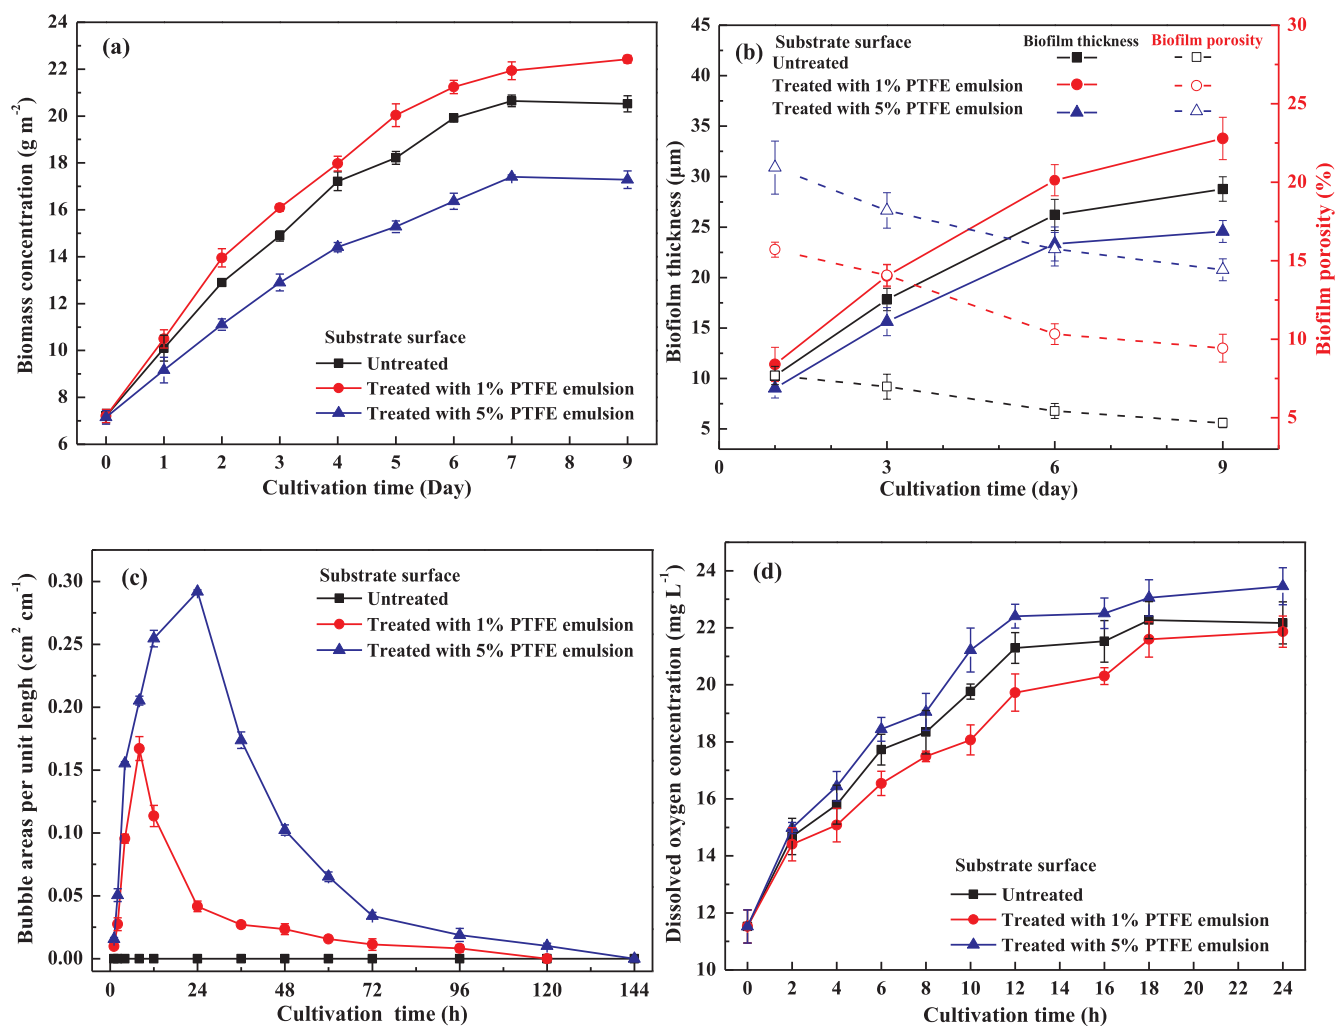 (a)
Biomass concentration (g m-2)
24
22
20
18
16
14
12
10
8
6
Substrate surface
Untreated
Treated with 1% PTFE emulsion
Treated with 5% PTFE emulsion
0 1 2 3 4 5 6 7 8 9
Cultivation time (Day)
(b)
Biofiolm thickness (μm)
45
40
35
30
25
20
15
10
5
Substrate surface Biofilm thickness Biofilm porosity
Untreated
Treated with 1% PTFE emulsion
Treated with 5% PTFE emulsion
30
25
20
15
10
5
Biofilm porosity (%)
0 3 6 9
Cultivation time (day)
(c)
Bubble areas per unit lengh (cm2 cm-1)
0.30
0.25
0.20
0.15
0.10
0.05
0.00
Substrate surface
Untreated
Treated with 1% PTFE emulsion
Treated with 5% PTFE emulsion
0 24 48 72 96 120 144
Cultivation time (h)
(d)
Dissolved oxygen concentration (mg L-1)
24
22
20
18
16
14
12
10
Substrate surface
Untreated
Treated with 1% PTFE emulsion
Treated with 5% PTFE emulsion
0 2 4 6 8 10 12 14 16 18 20 22 24
Cultivation time (h)